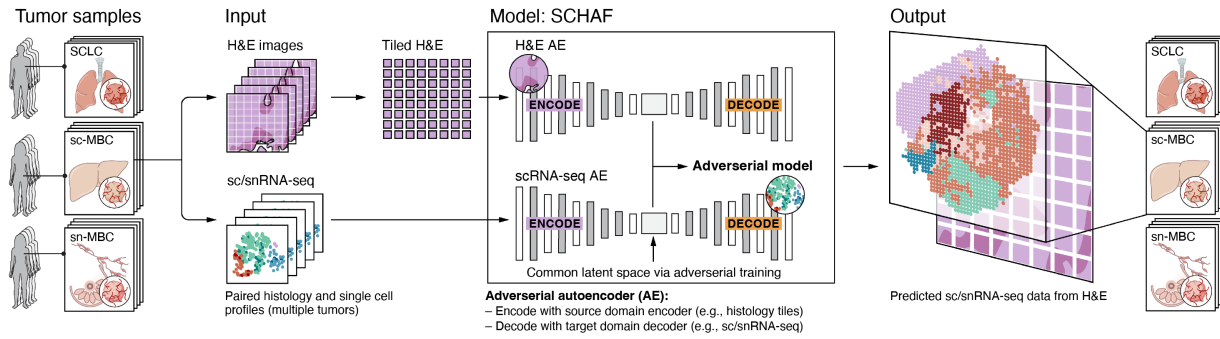 Tumor samples
SCLC
sc-MBC
sn-MBC
Input
H&E images
Tiled H&E
sc/snRNA-seq
Paired histology and single cell
profiles (multiple tumors)
Model: SCHAF
H&E AE
ENCODE
DECODE
Adverserial model
scRNA-seq AE
ENCODE
DECODE
Common latent space via adverserial training
Adverserial autoencoder (AE):
– Encode with source domain encoder (e.g., histology tiles)
– Decode with target domain decoder (e.g., sc/snRNA-seq)
Output
Predicted sc/snRNA-seq data from H&E
SCLC
sc-MBC
sn-MBC